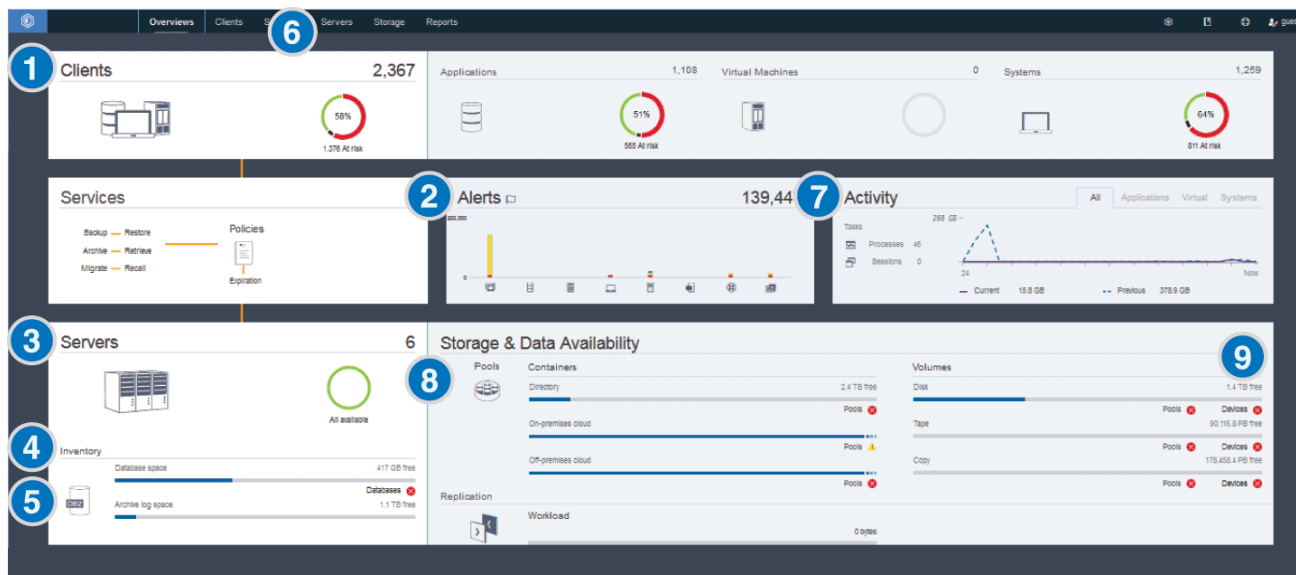 Overviews Clients Servers Storage Reports
6
1 Clients 2,367
Applications 1,108 Virtual Machines 0 Systems 1,259
58% 51% 64%
1,376 At risk 565 At risk 811 At risk
Services
2 Alerts 139,44
7 Activity All Applications Virtual Systems
Backup Restore Policies
Archive Retrieve
Migrate Recall
Expiration
200,000
0
Tasks 268 GB
Processes 46
Sessions 0
24 Now
Current 15.8 GB Previous 378.9 GB
3 Servers 6
All available
4 Inventory
Database space 417 GB free
Databases
5 DB2 Archive log space 1.1 TB free
Storage & Data Availability
8 Pools Containers
Directory 2.4 TB free
Pools
On-premises cloud
Pools
Off-premises cloud
Pools
9 Volumes
Disk 1.4 TB free
Pools Devices
Tape 90,116.8 PB free
Pools Devices
Copy 178,458.4 PB free
Pools Devices
Replication
Workload
0 bytes